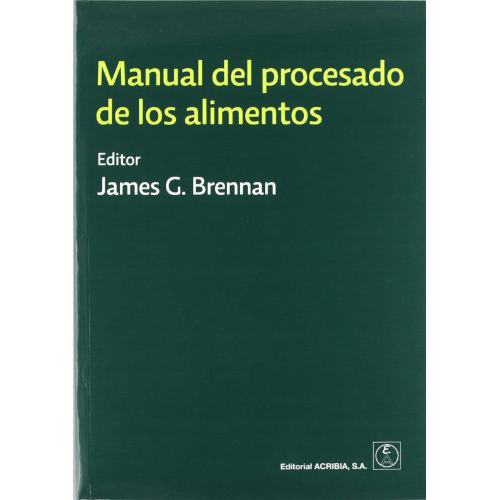 Manual del procesado
de los alimentos
Editor
James G. Brennan
Editorial ACRIBIA, S.A.